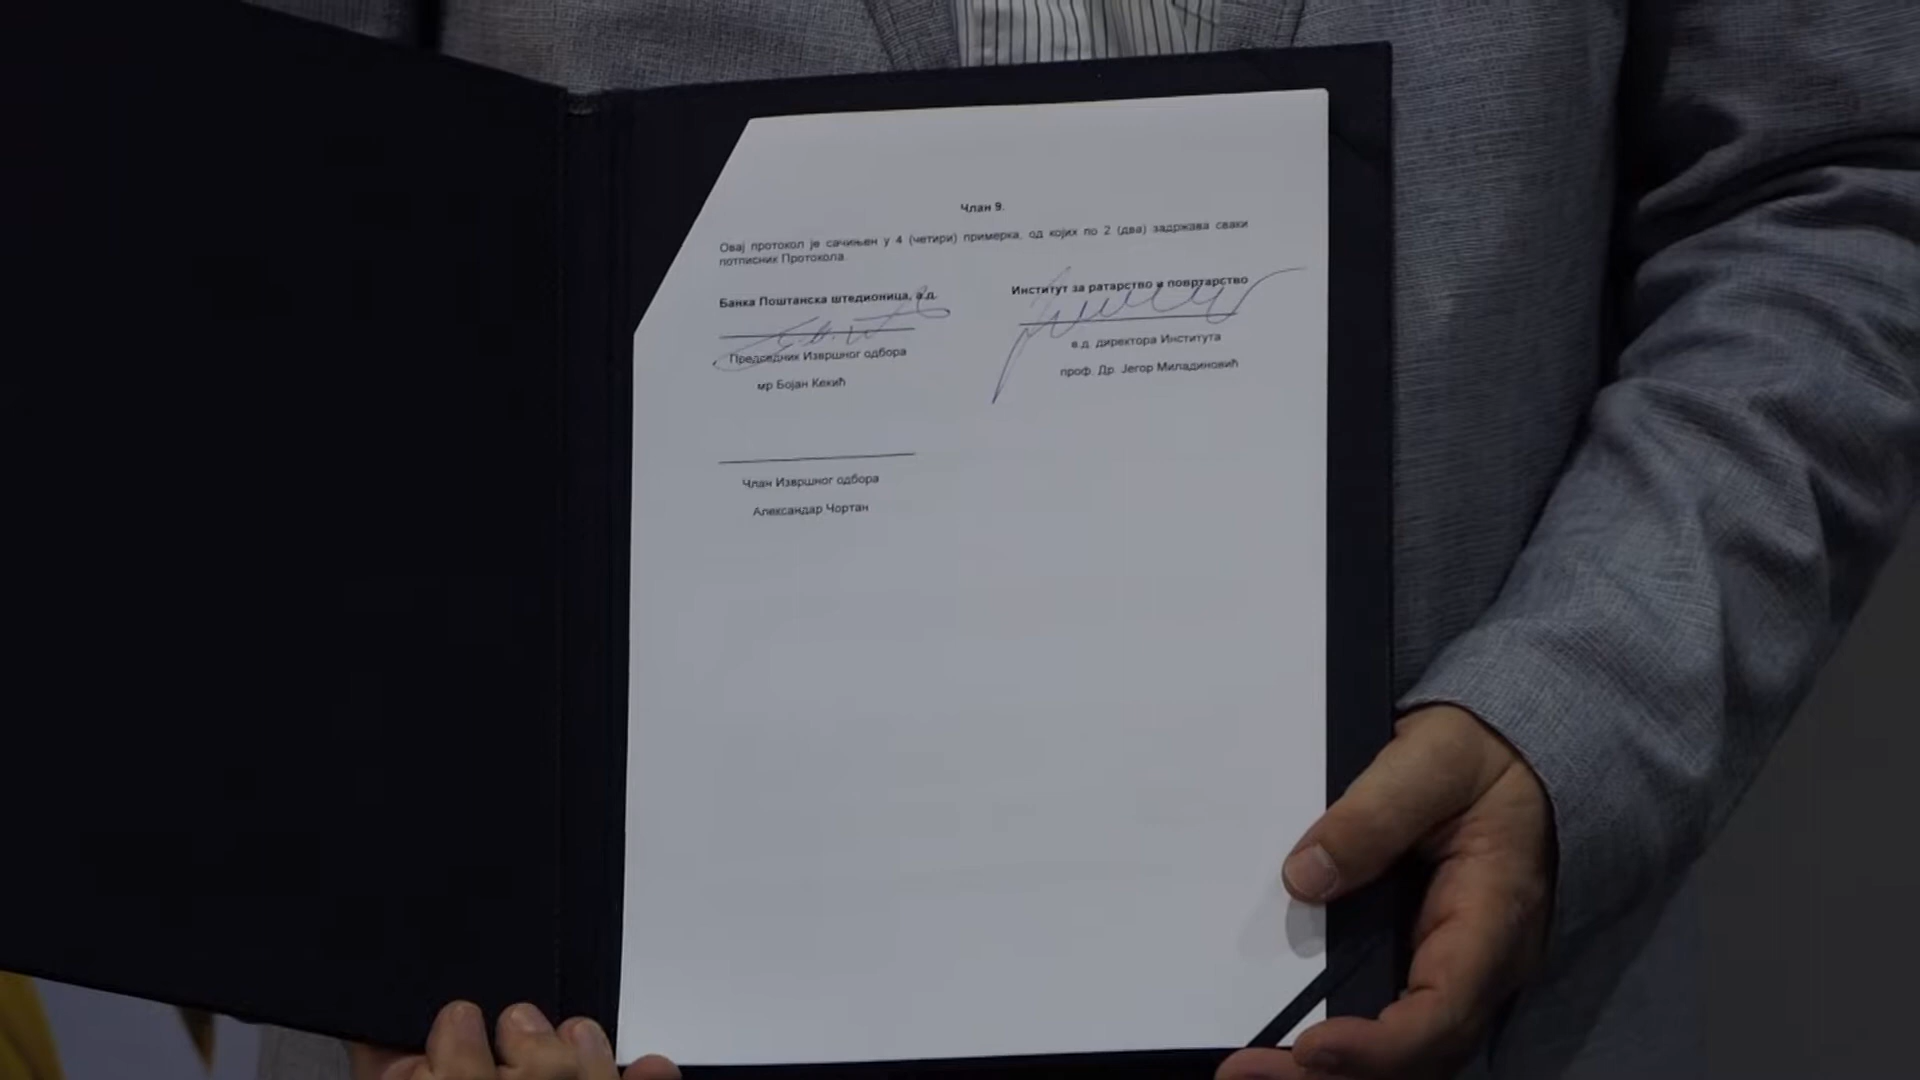 Члан 9.
Овај протокол је сачињен у 4 (четири) примерка, од којих по 2 (два) задржава сваки
потписник Протокола.
Банка Поштанска штедионица, а.д.
Председник Извршног одбора
мр Бојан Кекић
Члан Извршног одбора
Александар Чортан
Институт за ратарство и повртарство
в.д. директора Института
проф. Др. Јегор Миладиновић